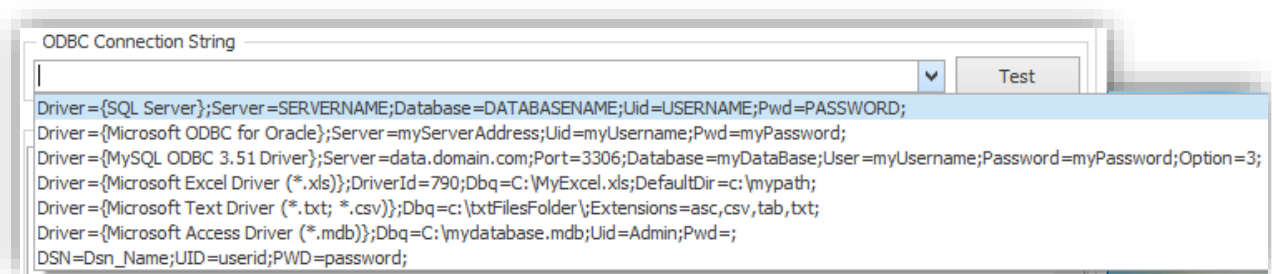 ODBC Connection String
Test
Driver={SQL Server};Server=SERVERNAME;Database=DATABASENAME;Uid=USERNAME;Pwd=PASSWORD;
Driver={Microsoft ODBC for Oracle};Server=myServerAddress;Uid=myUsername;Pwd=myPassword;
Driver={MySQL ODBC 3.51 Driver};Server=data.domain.com;Port=3306;Database=myDataBase;User=myUsername;Password=myPassword;Option=3;
Driver={Microsoft Excel Driver (*.xls)};DriverId=790;Dbq=C:\MyExcel.xls;DefaultDir=c:\mypath;
Driver={Microsoft Text Driver (*.txt; *.csv)};Dbq=c:\txtFilesFolder\;Extensions=asc,csv,tab,txt;
Driver={Microsoft Access Driver (*.mdb)};Dbq=C:\mydatabase.mdb;Uid=Admin;Pwd=;
DSN=Dsn_Name;UID=userid;PWD=password;